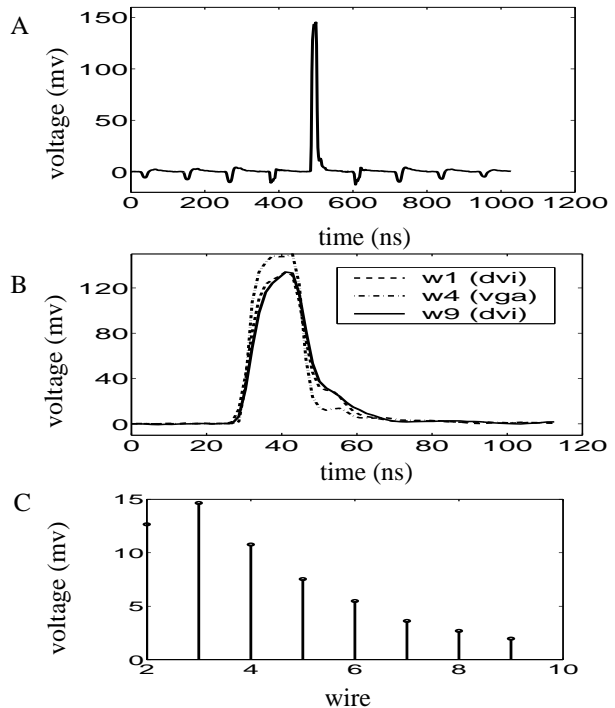 A
voltage (mv)
150
100
50
0
0 200 400 600 800 1000 1200
time (ns)
B
voltage (mv)
120
80
40
0
w1 (dvi)
w4 (vga)
w9 (dvi)
0 20 40 60 80 100 120
time (ns)
C
voltage (mv)
15
10
5
0
2 4 6 8 10
wire